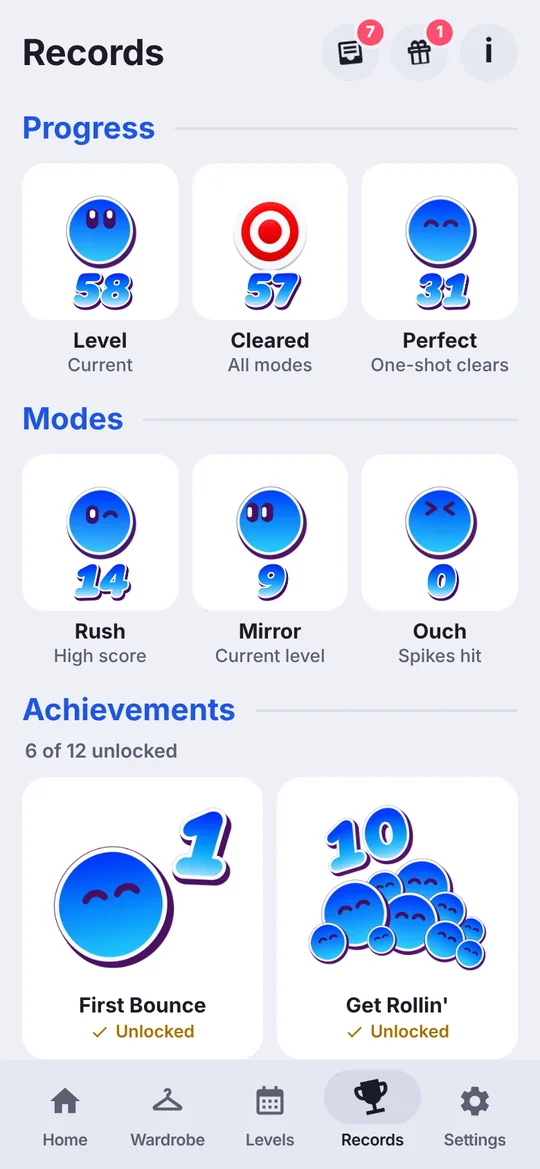 Records
7
1
i
Progress
58
57
31
Level
Cleared
Perfect
Current
All modes
One-shot clears
Modes
14
9
0
Rush
Mirror
Ouch
High score
Current level
Spikes hit
Achievements
6 of 12 unlocked
1
10
First Bounce
Get Rollin'
Unlocked
Unlocked
Home
Wardrobe
Levels
Records
Settings